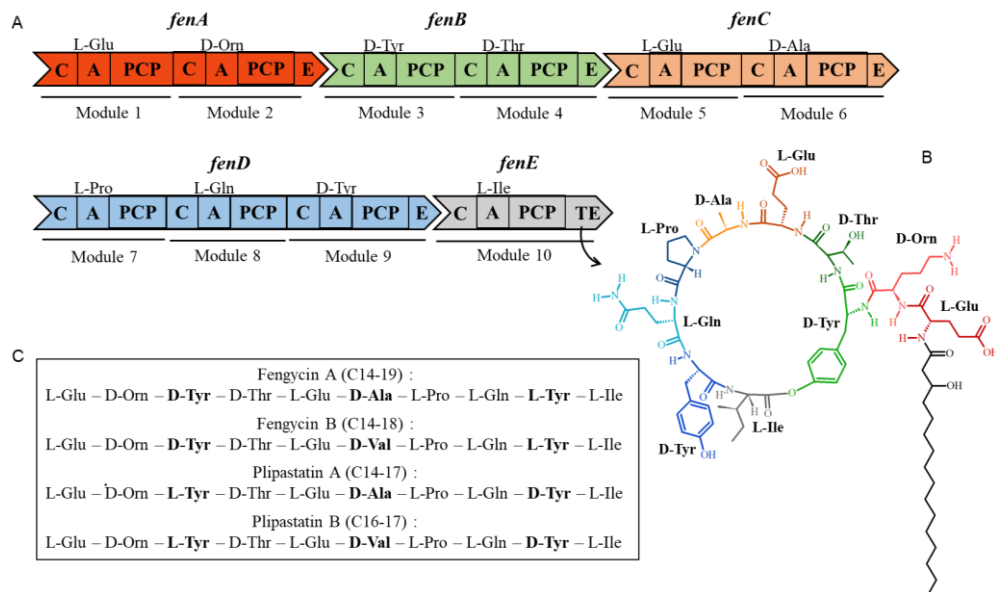 A
fenA fenB fenC
L-Glu D-Orn D-Tyr D-Thr L-Glu D-Ala
C A PCP C A PCP E C A PCP C A PCP E C A PCP C A PCP E
Module 1 Module 2 Module 3 Module 4 Module 5 Module 6
fenD fenE
L-Pro L-Gln D-Tyr L-Ile
C A PCP C A PCP C A PCP E C A PCP TE
Module 7 Module 8 Module 9 Module 10
B
L-Glu
D-Ala
L-Pro
D-Thr
D-Orn
L-Glu
L-Gln
D-Tyr
L-Ile
D-Tyr
C
Fengycin A (C14-19) :
L-Glu – D-Orn – D-Tyr – D-Thr – L-Glu – D-Ala – L-Pro – L-Gln – L-Tyr – L-Ile
Fengycin B (C14-18) :
L-Glu – D-Orn – D-Tyr – D-Thr – L-Glu – D-Val – L-Pro – L-Gln – L-Tyr – L-Ile
Plipastatin A (C14-17) :
L-Glu – D-Orn – L-Tyr – D-Thr – L-Glu – D-Ala – L-Pro – L-Gln – D-Tyr – L-Ile
Plipastatin B (C16-17) :
L-Glu – D-Orn – L-Tyr – D-Thr – L-Glu – D-Val – L-Pro – L-Gln – D-Tyr – L-Ile